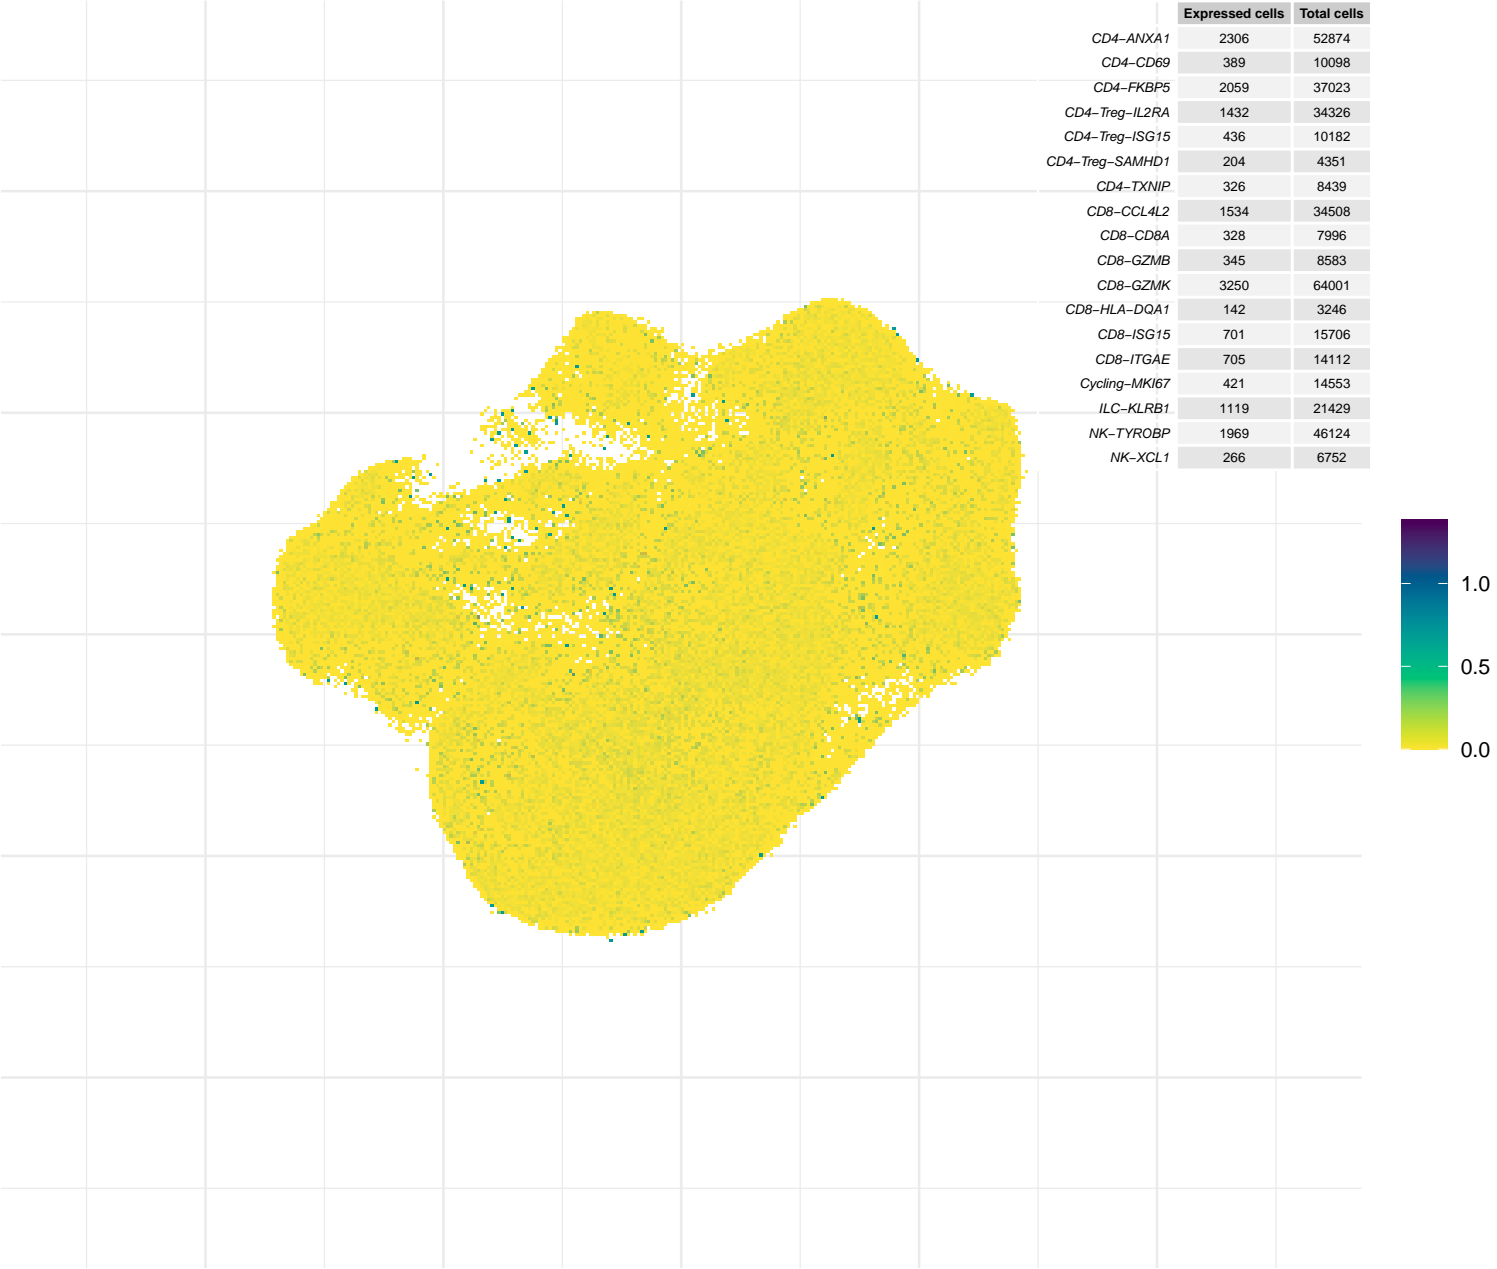 Expressed cells Total cells
CD4−ANXA1 2306 52874
CD4−CD69 389 10098
CD4−FKBP5 2059 37023
CD4−Treg−IL2RA 1432 34326
CD4−Treg−ISG15 436 10182
CD4−Treg−SAMHD1 204 4351
CD4−TXNIP 326 8439
CD8−CCL4L2 1534 34508
CD8−CD8A 328 7996
CD8−GZMB 345 8583
CD8−GZMK 3250 64001
CD8−HLA−DQA1 142 3246
CD8−ISG15 701 15706
CD8−ITGAE 705 14112
Cycling−MKI67 421 14553
ILC−KLRB1 1119 21429
NK−TYROBP 1969 46124
NK−XCL1 266 6752
1.0
0.5
0.0